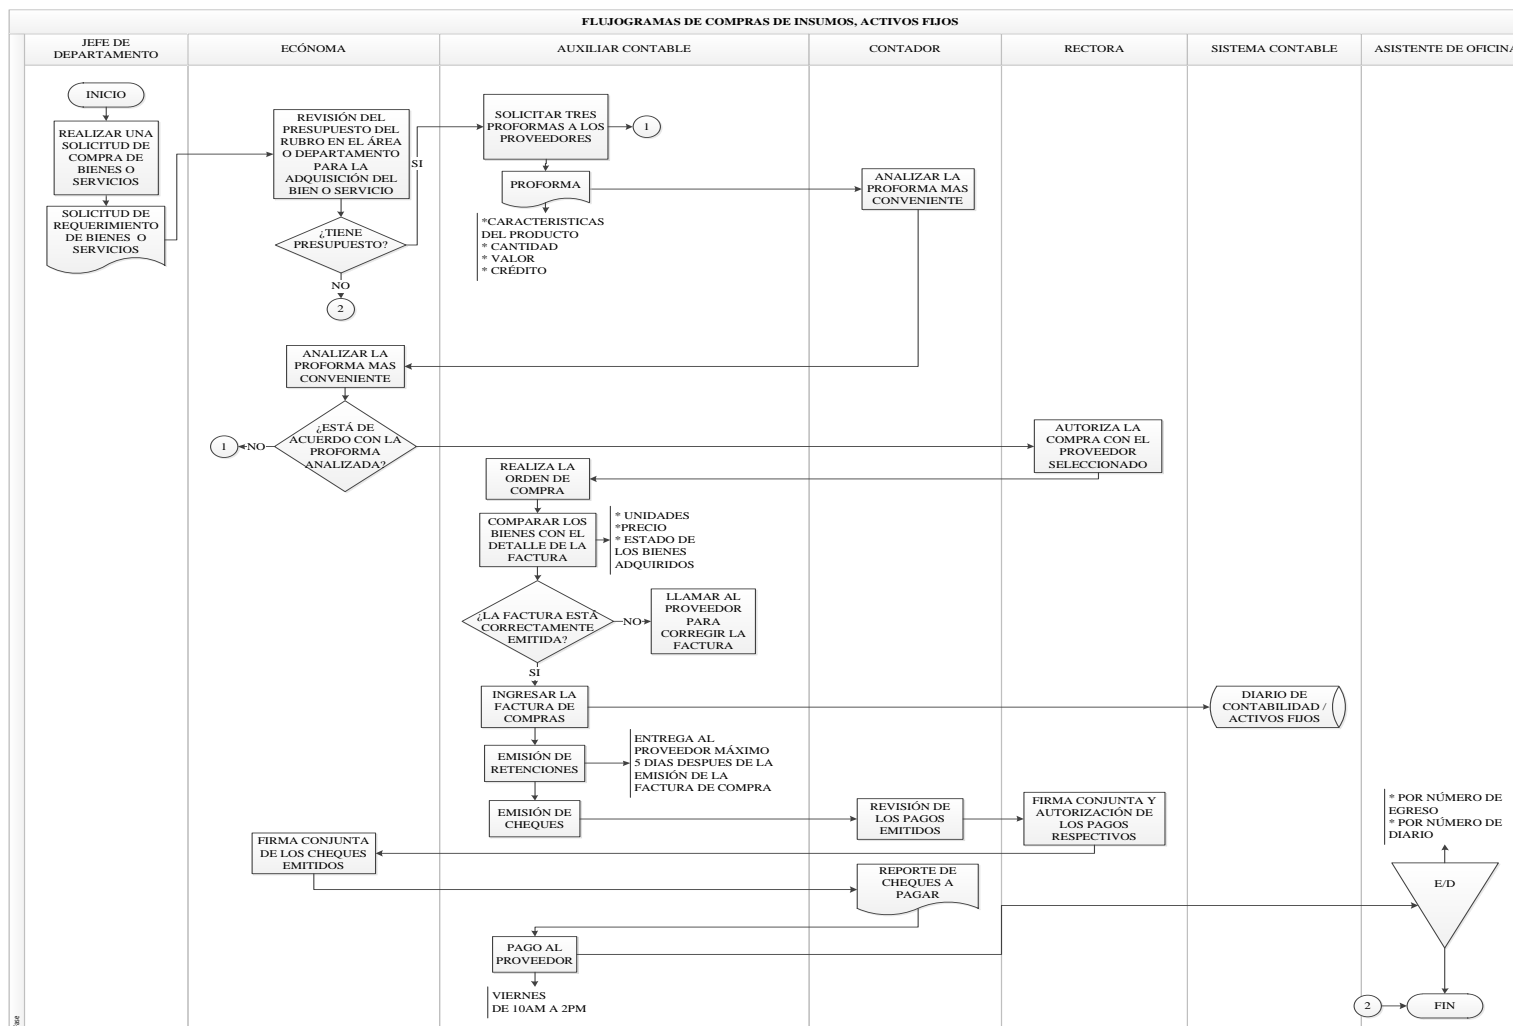 FLUJOGRAMAS DE COMPRAS DE INSUMOS, ACTIVOS FIJOS
JEFE DE
DEPARTAMENTO
ECÓNOMA
AUXILIAR CONTABLE
CONTADOR
RECTORA
SISTEMA CONTABLE
ASISTENTE DE OFICINA
INICIO
REALIZAR UNA
SOLICITUD DE
COMPRA DE
BIENES O
SERVICIOS
SOLICITUD DE
REQUERIMIENTO
DE BIENES O
SERVICIOS
REVISIÓN DEL
PRESUPUESTO DEL
RUBRO EN EL ÁREA
O DEPARTAMENTO
PARA LA
ADQUISICIÓN DEL
BIEN O SERVICIO
¿TIENE
PRESUPUESTO?
SI
NO
2
SOLICITAR TRES
PROFORMAS A LOS
PROVEEDORES
1
PROFORMA
*CARACTERISTICAS
DEL PRODUCTO
* CANTIDAD
* VALOR
* CRÉDITO
ANALIZAR LA
PROFORMA MAS
CONVENIENTE
ANALIZAR LA
PROFORMA MAS
CONVENIENTE
¿ESTÁ DE
ACUERDO CON LA
PROFORMA
ANALIZADA?
NO
1
AUTORIZA LA
COMPRA CON EL
PROVEEDOR
SELECCIONADO
REALIZA LA
ORDEN DE
COMPRA
COMPARAR LOS
BIENES CON EL
DETALLE DE LA
FACTURA
* UNIDADES
*PRECIO
* ESTADO DE
LOS BIENES
ADQUIRIDOS
¿LA FACTURA ESTÁ
CORRECTAMENTE
EMITIDA?
NO
LLAMAR AL
PROVEEDOR
PARA
CORREGIR LA
FACTURA
SI
INGRESAR LA
FACTURA DE
COMPRAS
DIARIO DE
CONTABILIDAD /
ACTIVOS FIJOS
EMISIÓN DE
RETENCIONES
ENTREGA AL
PROVEEDOR MÁXIMO
5 DIAS DESPUES DE LA
EMISIÓN DE LA
FACTURA DE COMPRA
EMISIÓN DE
CHEQUES
REVISIÓN DE
LOS PAGOS
EMITIDOS
FIRMA CONJUNTA Y
AUTORIZACIÓN DE
LOS PAGOS
RESPECTIVOS
FIRMA CONJUNTA
DE LOS CHEQUES
EMITIDOS
REPORTE DE
CHEQUES A
PAGAR
PAGO AL
PROVEEDOR
VIERNES
DE 10AM A 2PM
* POR NÚMERO DE
EGRESO
* POR NÚMERO DE
DIARIO
E/D
2
FIN